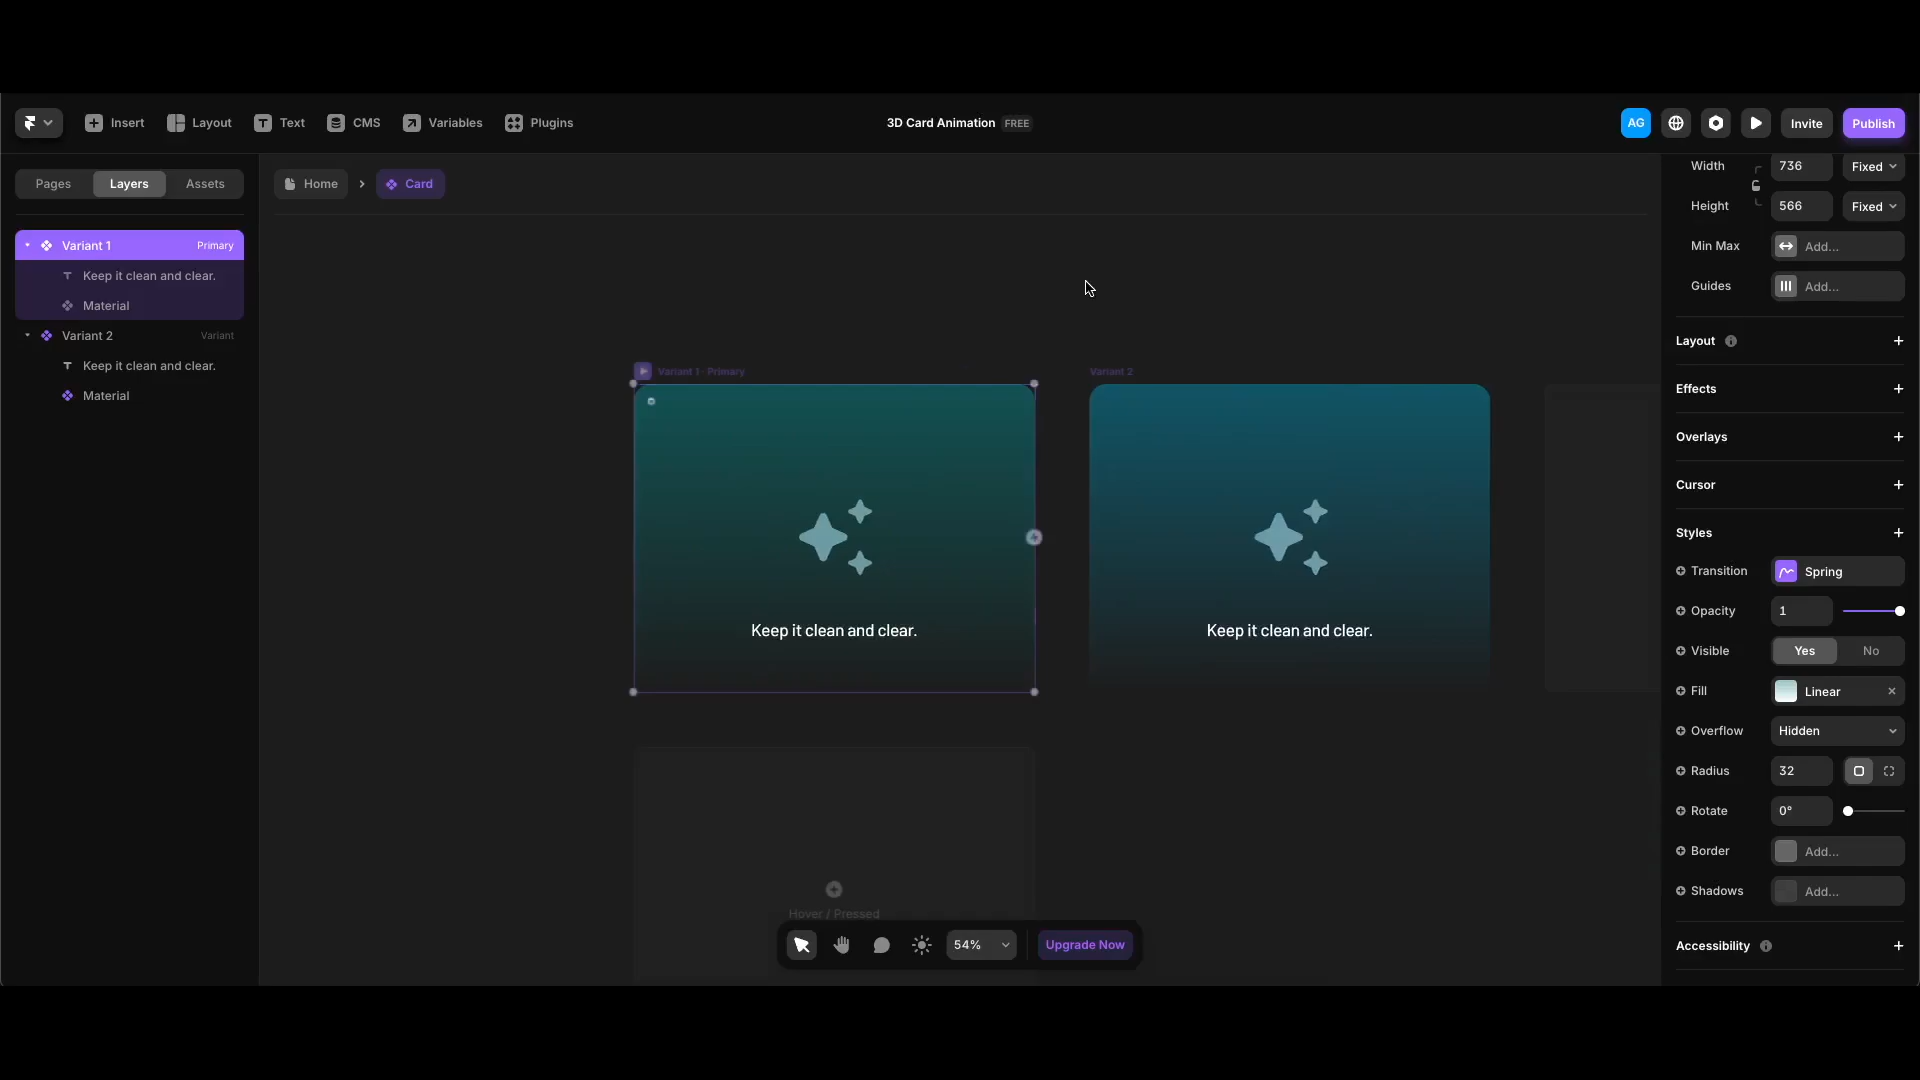 Insert
Layout
Text
CMS
Variables
Plugins
3D Card Animation FREE
AG
Invite
Publish
Pages
Layers
Assets
Home
Card
Variant 1 Primary
Keep it clean and clear.
Material
Variant 2 Variant
Keep it clean and clear.
Material
Variant 1 · Primary
Variant 2
Keep it clean and clear.
Keep it clean and clear.
Hover / Pressed
54%
Upgrade Now
Width 736 Fixed
Height 566 Fixed
Min Max Add...
Guides Add...
Layout
Effects
Overlays
Cursor
Styles
Transition Spring
Opacity 1
Visible Yes No
Fill Linear
Overflow Hidden
Radius 32
Rotate 0°
Border Add...
Shadows Add...
Accessibility